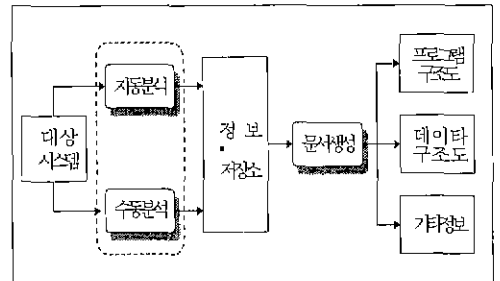 대상
시스템
자동분석
수동분석
정 보
저장소
문서생성
프로그램
구조도
데이타
구조도
기타정보